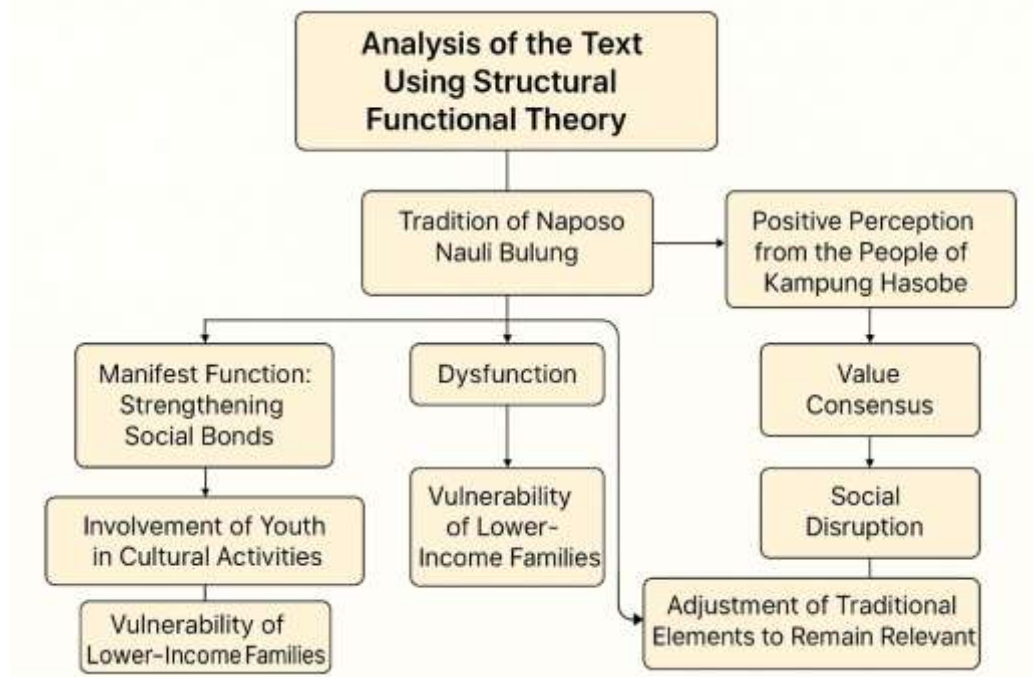 Analysis of the Text
Using Structural
Functional Theory
Tradition of Naposo
Nauli Bulung
Positive Perception
from the People of
Kampung Hasobe
Manifest Function:
Strengthening
Social Bonds
Dysfunction
Value
Consensus
Involvement of Youth
in Cultural Activities
Vulnerability
of Lower-
Income Families
Social
Disruption
Vulnerability of
Lower-Income Families
Adjustment of Traditional
Elements to Remain Relevant